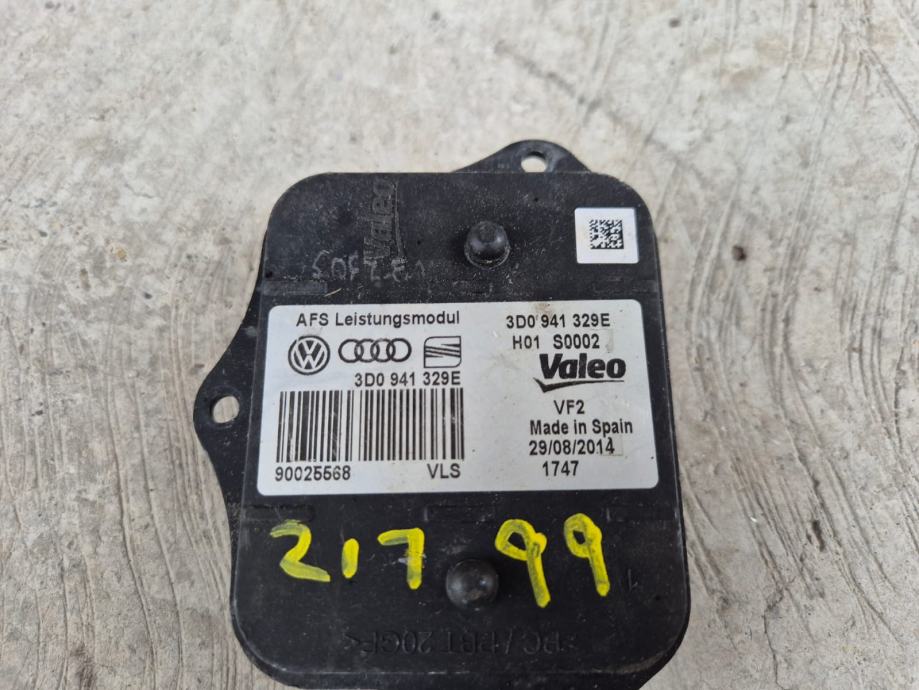 Valeo
AFS Leistungsmodul
3D0 941 329E
H01 S0002
3D0 941 329E
Valeo
VF2
Made in Spain
29/08/2014
1747
90025568
VLS
217 99